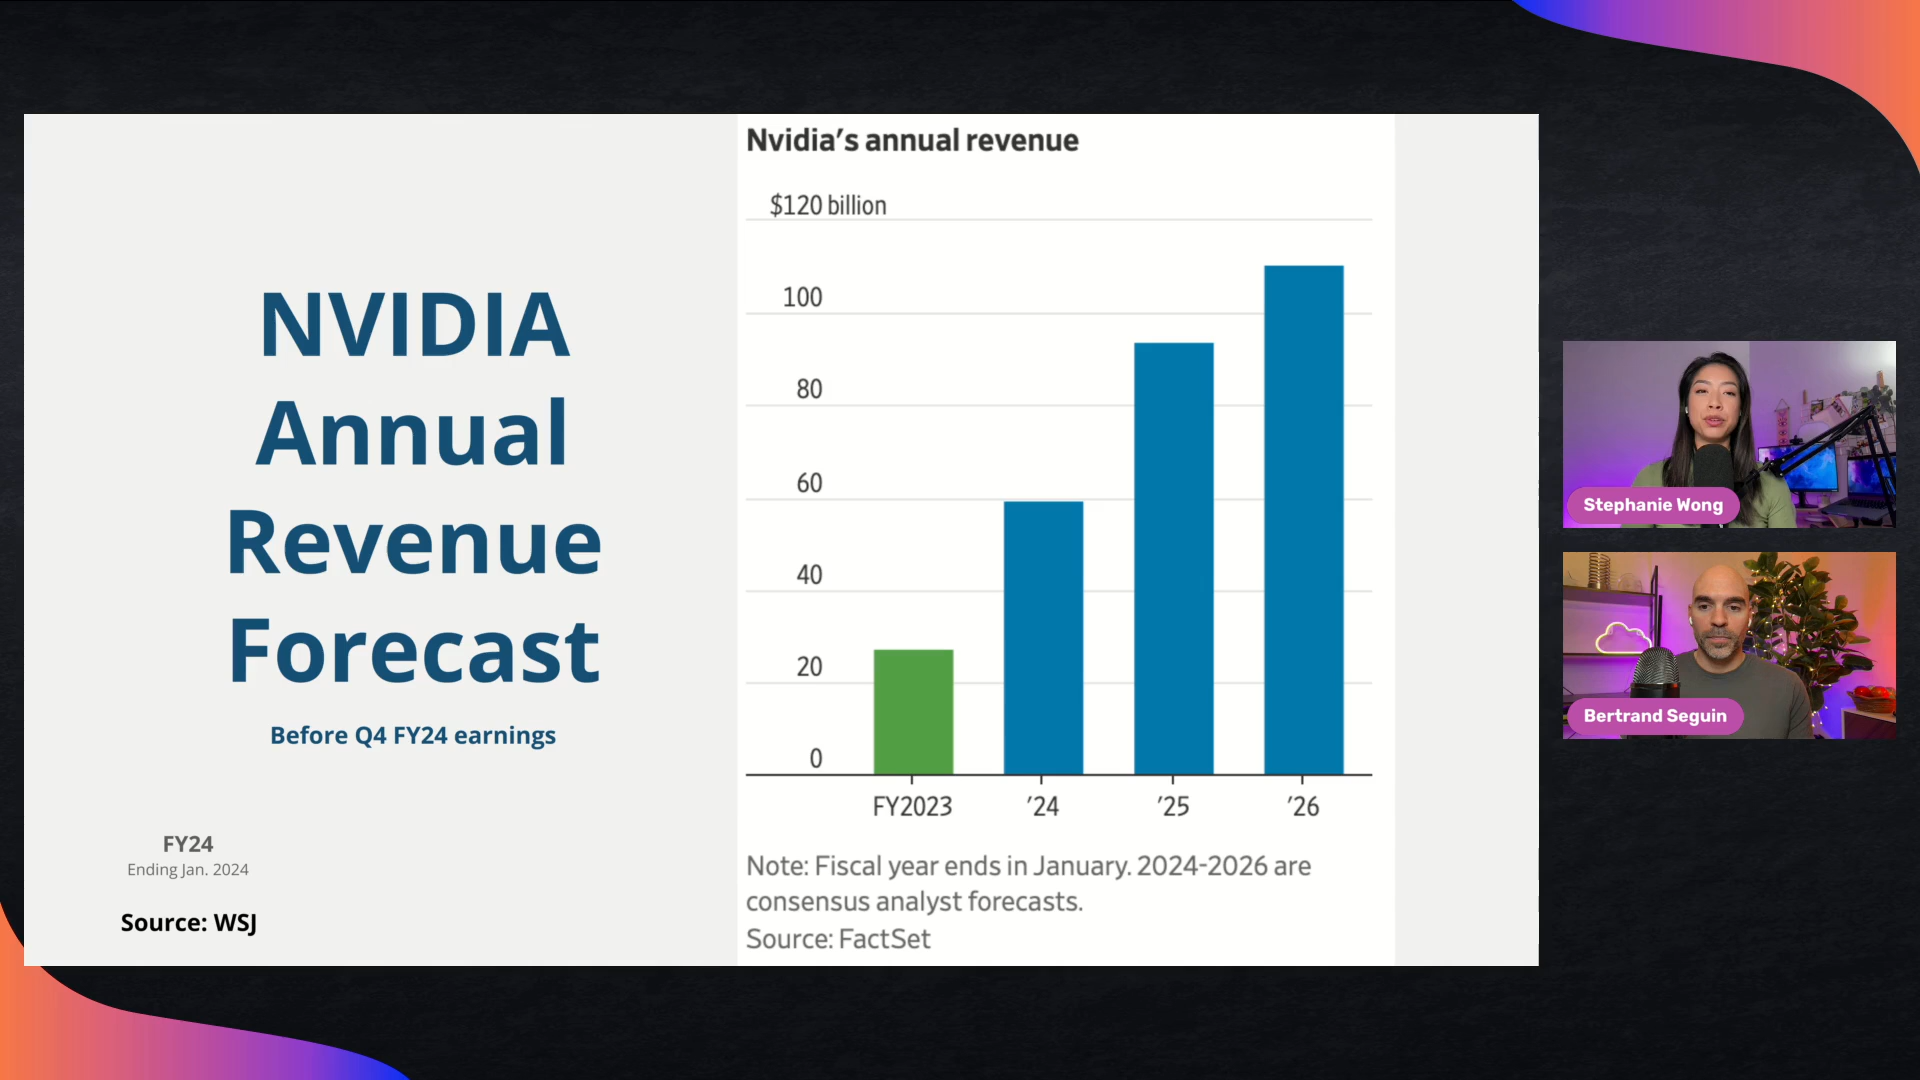 NVIDIA
Annual
Revenue
Forecast
Before Q4 FY24 earnings
FY24
Ending Jan. 2024
Source: WSJ
Nvidia’s annual revenue
$120 billion
100
80
60
40
20
0
FY2023 ’24 ’25 ’26
Note: Fiscal year ends in January. 2024-2026 are
consensus analyst forecasts.
Source: FactSet
Stephanie Wong
Bertrand Seguin